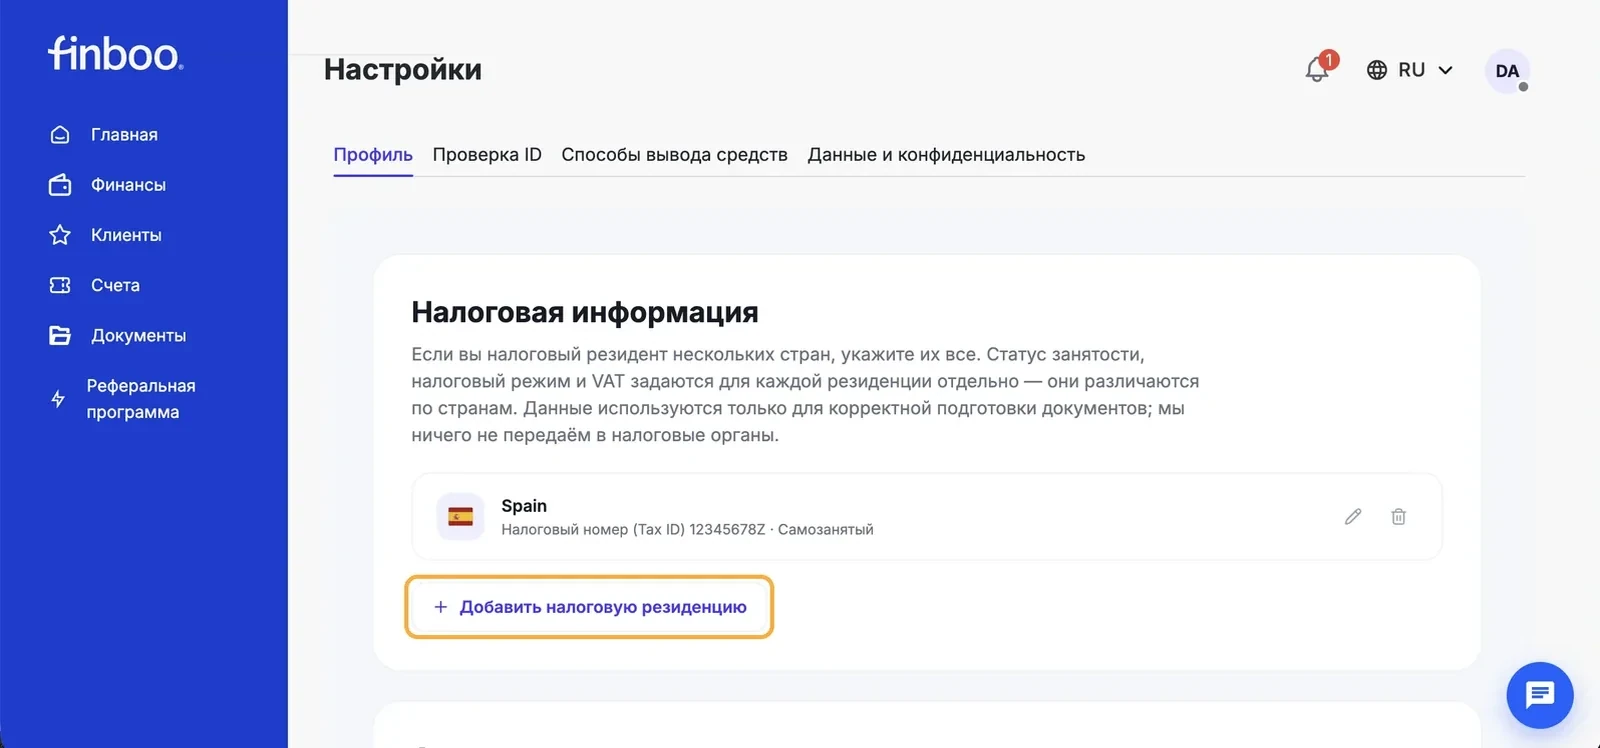 finboo.
Главная
Финансы
Клиенты
Счета
Документы
Реферальная
программа
Настройки
1
RU
DA
Профиль
Проверка ID
Способы вывода средств
Данные и конфиденциальность
Налоговая информация
Если вы налоговый резидент нескольких стран, укажите их все. Статус занятости,
налоговый режим и VAT задаются для каждой резиденции отдельно — они различаются
по странам. Данные используются только для корректной подготовки документов; мы
ничего не передаём в налоговые органы.
Spain
Налоговый номер (Tax ID) 12345678Z · Самозанятый
+ Добавить налоговую резиденцию